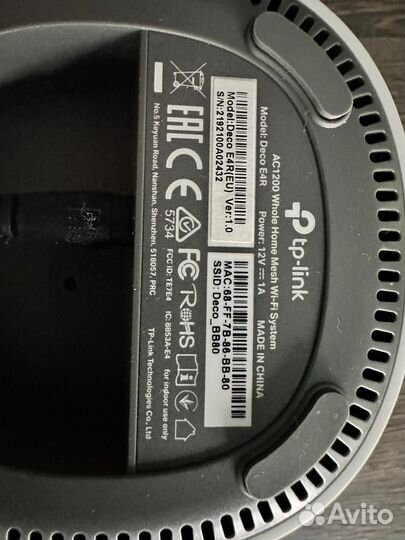 tp-link
AC1200 Whole Home Mesh Wi-Fi System
Model: Deco E4R
Power: 12V ⎓ 1A
MADE IN CHINA
Model:Deco E4R(EU) Ver:1.0
S/N:2192100A02432
MAC:68-FF-7B-86-BB-80
SSID: Deco_BB80
EAC
CE
5734
FC RoHS
for indoor use only
No.5 Keyuan Road, Nanshan, Shenzhen, 518057, PRC
FCC ID: TE7E4
IC: 8853A-E4
TP-Link Technologies Co., Ltd
Avito